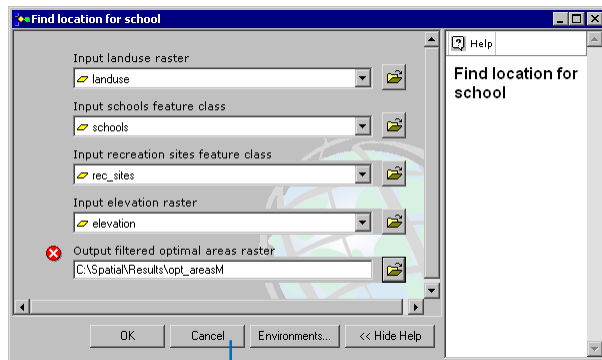 Find location for school
Help
Find location for
school
Input landuse raster
landuse
Input schools feature class
schools
Input recreation sites feature class
rec_sites
Input elevation raster
elevation
Output filtered optimal areas raster
C:\Spatial\Results\opt_areasM
OK
Cancel
Environments...
<< Hide Help